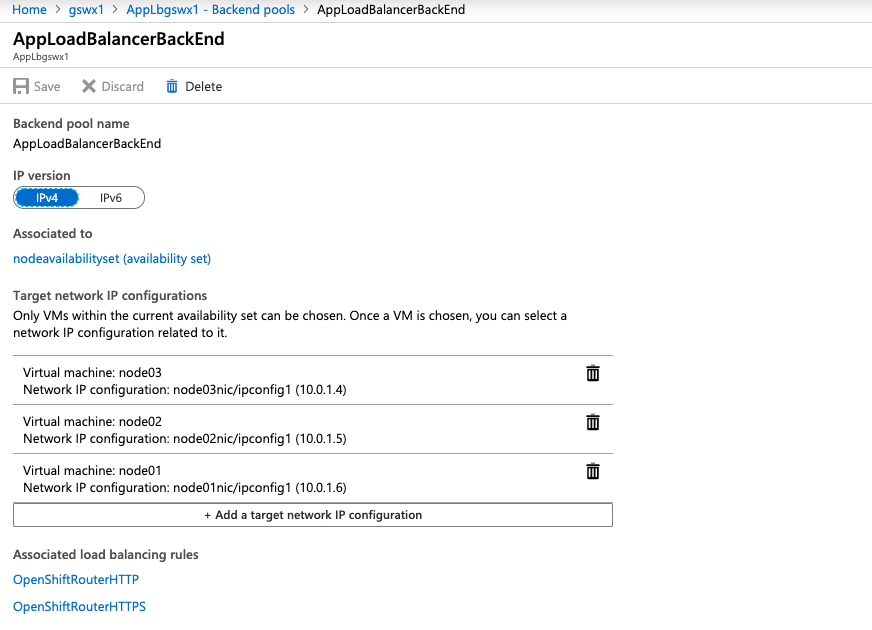 Home > gswx1 > AppLbgswx1 - Backend pools > AppLoadBalancerBackEnd
AppLoadBalancerBackEnd
AppLbgswx1
Save Discard Delete
Backend pool name
AppLoadBalancerBackEnd
IP version
IPv4 IPv6
Associated to
nodeavailabilityset (availability set)
Target network IP configurations
Only VMs within the current availability set can be chosen. Once a VM is chosen, you can select a
network IP configuration related to it.
Virtual machine: node03
Network IP configuration: node03nic/ipconfig1 (10.0.1.4)
Virtual machine: node02
Network IP configuration: node02nic/ipconfig1 (10.0.1.5)
Virtual machine: node01
Network IP configuration: node01nic/ipconfig1 (10.0.1.6)
+ Add a target network IP configuration
Associated load balancing rules
OpenShiftRouterHTTP
OpenShiftRouterHTTPS